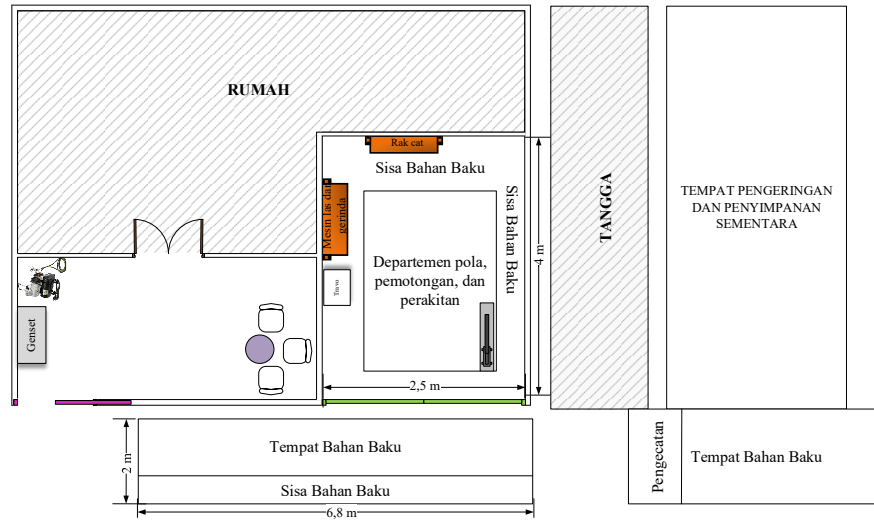 RUMAH
Rak cat
Sisa Bahan Baku
Mesin las dan
gerinda
Sisa Bahan Baku
4 m
TANGGA
TEMPAT PENGERINGAN
DAN PENYIMPANAN
SEMENTARA
Departemen pola,
pemotongan, dan
perakitan
Travo
Genset
2,5 m
Tempat Bahan Baku
Sisa Bahan Baku
2 m
6,8 m
Pengecatan
Tempat Bahan Baku